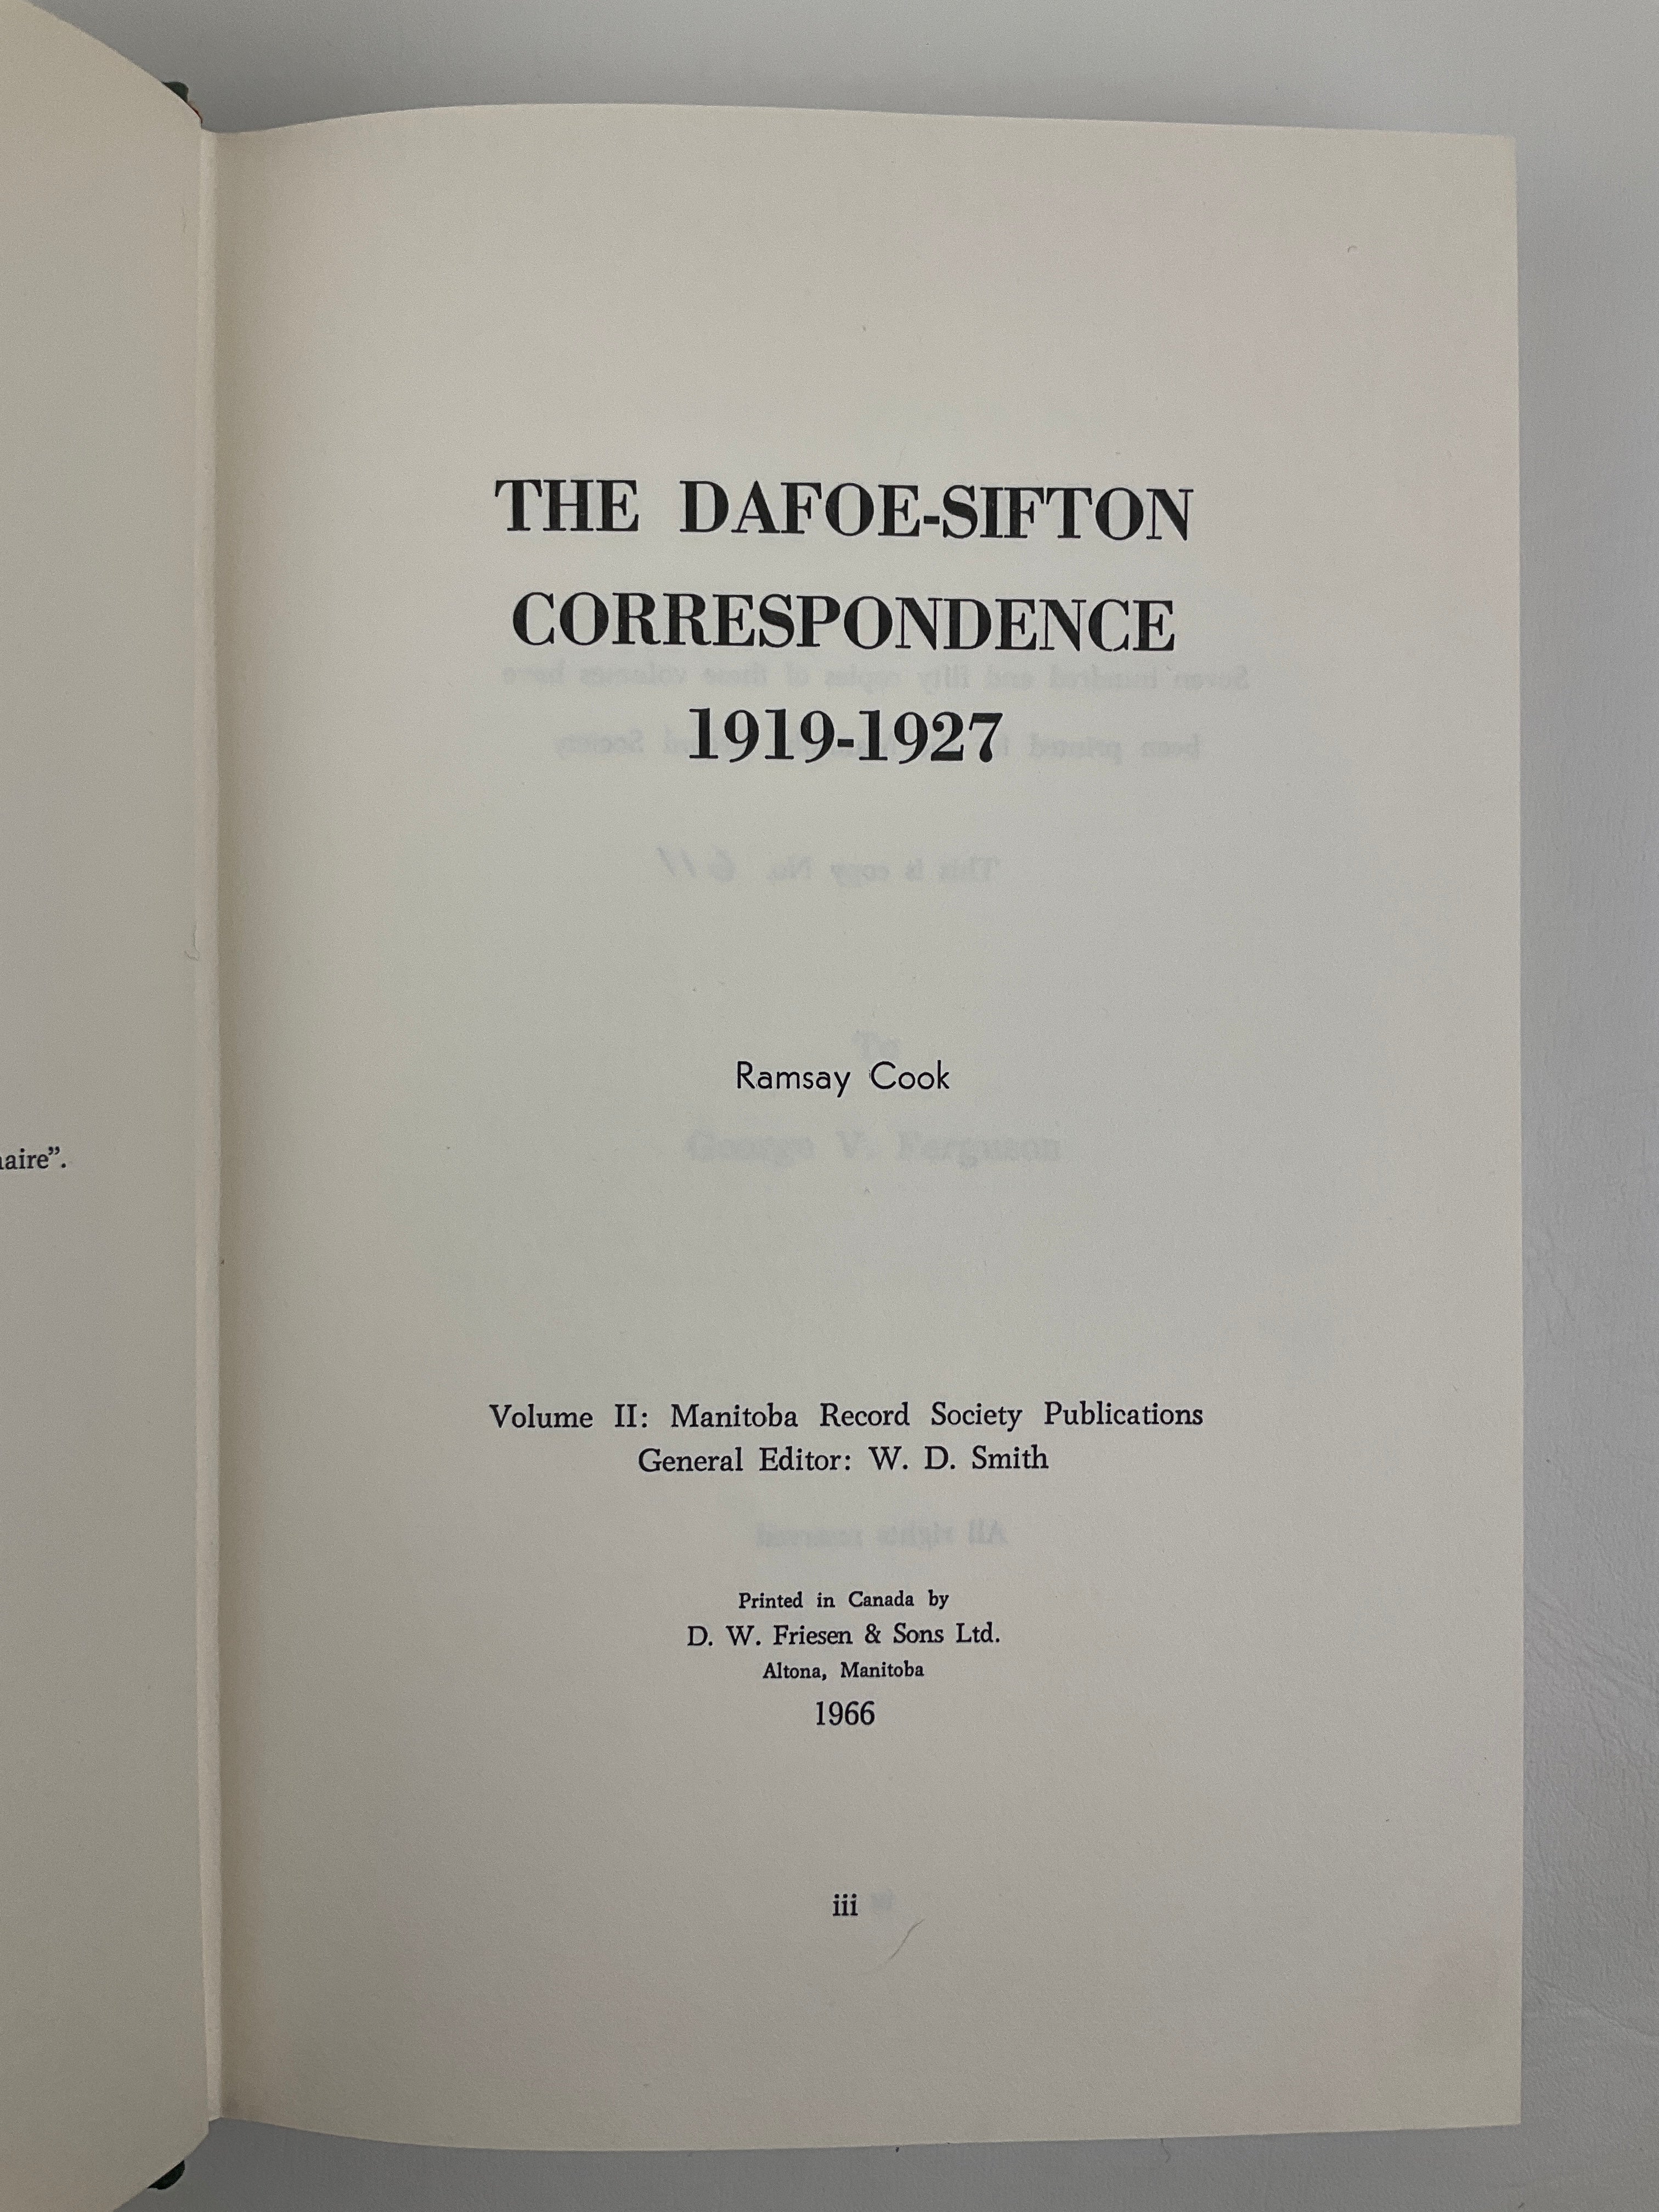 THE DAFOE-SIFTON
CORRESPONDENCE
1919-1927
Ramsay Cook
aire”.
Volume II: Manitoba Record Society Publications
General Editor: W. D. Smith
Printed in Canada by
D. W. Friesen & Sons Ltd.
Altona, Manitoba
1966
iii